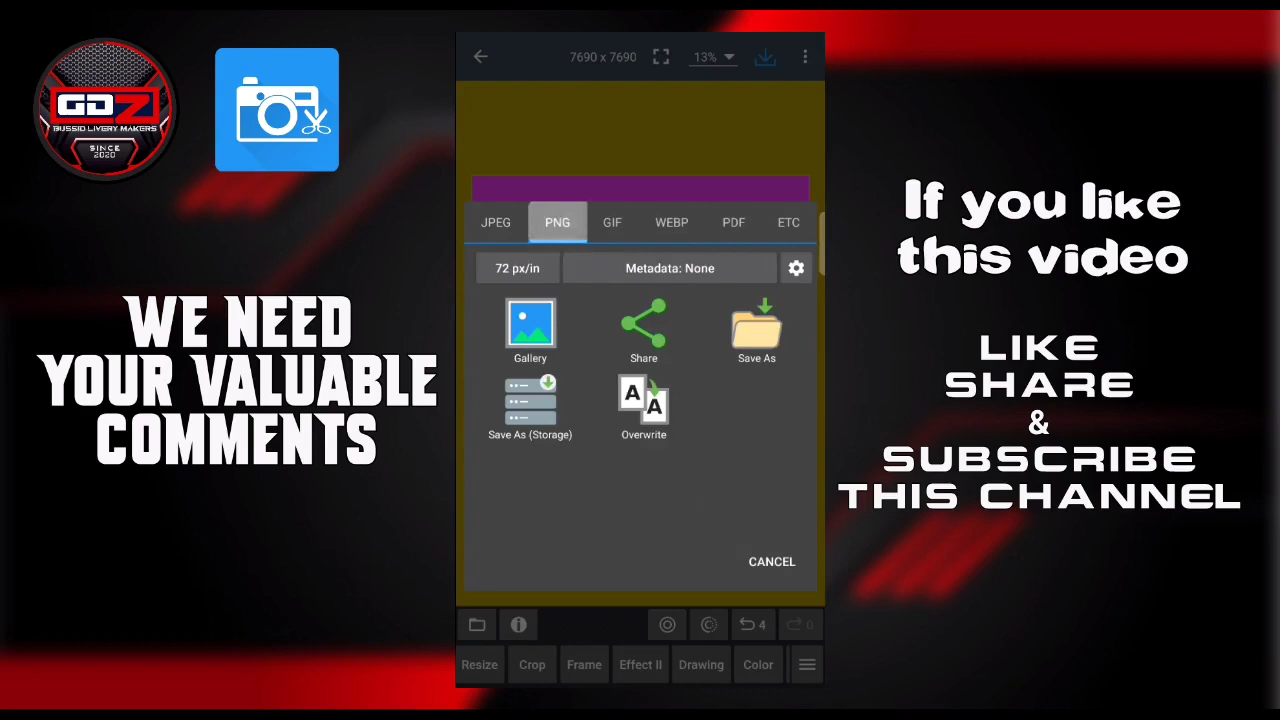 GDZ
BUSSID LIVERY MAKERS
SINCE
2020
WE NEED
YOUR VALUABLE
COMMENTS
7690 x 7690
13%
JPEG
PNG
GIF
WEBP
PDF
ETC
72 px/in
Metadata: None
Gallery
Share
Save As
Save As (Storage)
Overwrite
CANCEL
4
0
Resize
Crop
Frame
Effect II
Drawing
Color
If you like
this video
LIKE
SHARE
&
SUBSCRIBE
THIS CHANNEL